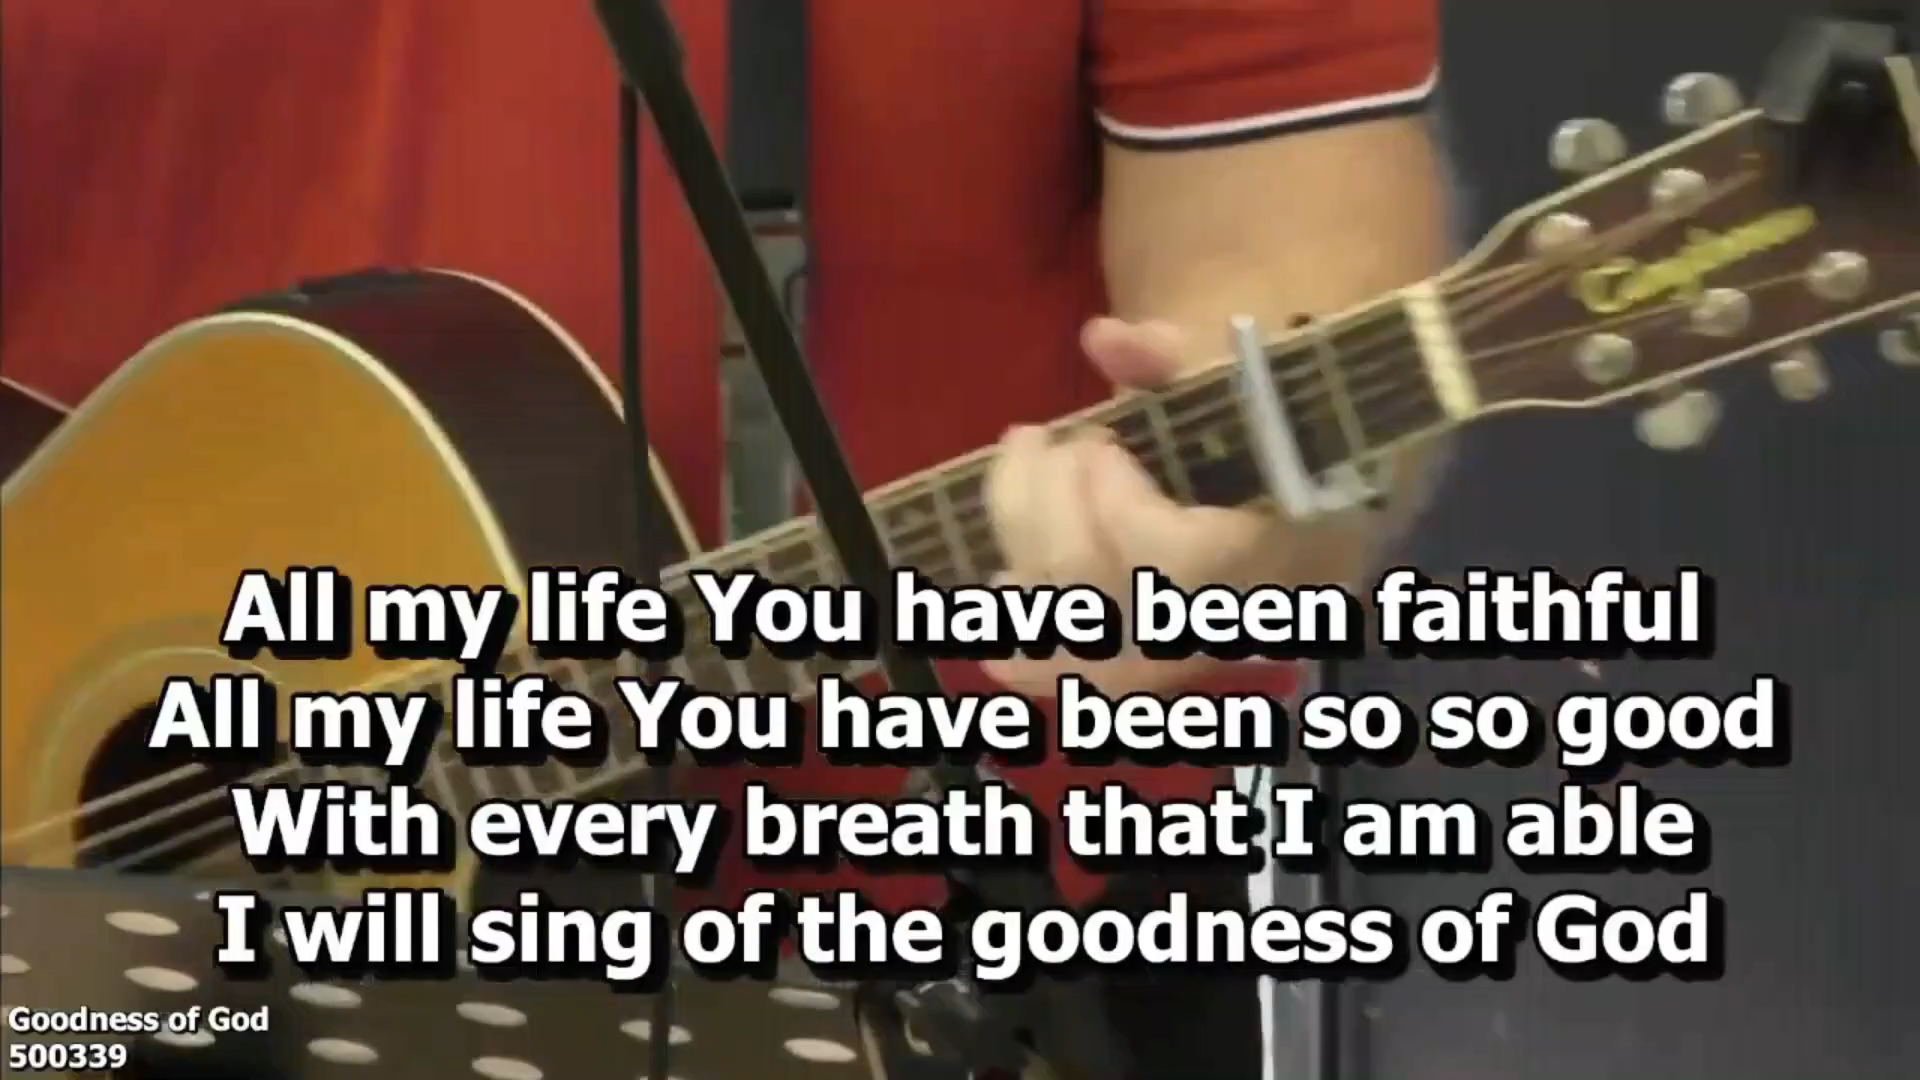 All my life You have been faithful
All my life You have been so so good
With every breath that I am able
I will sing of the goodness of God
Goodness of God
500339